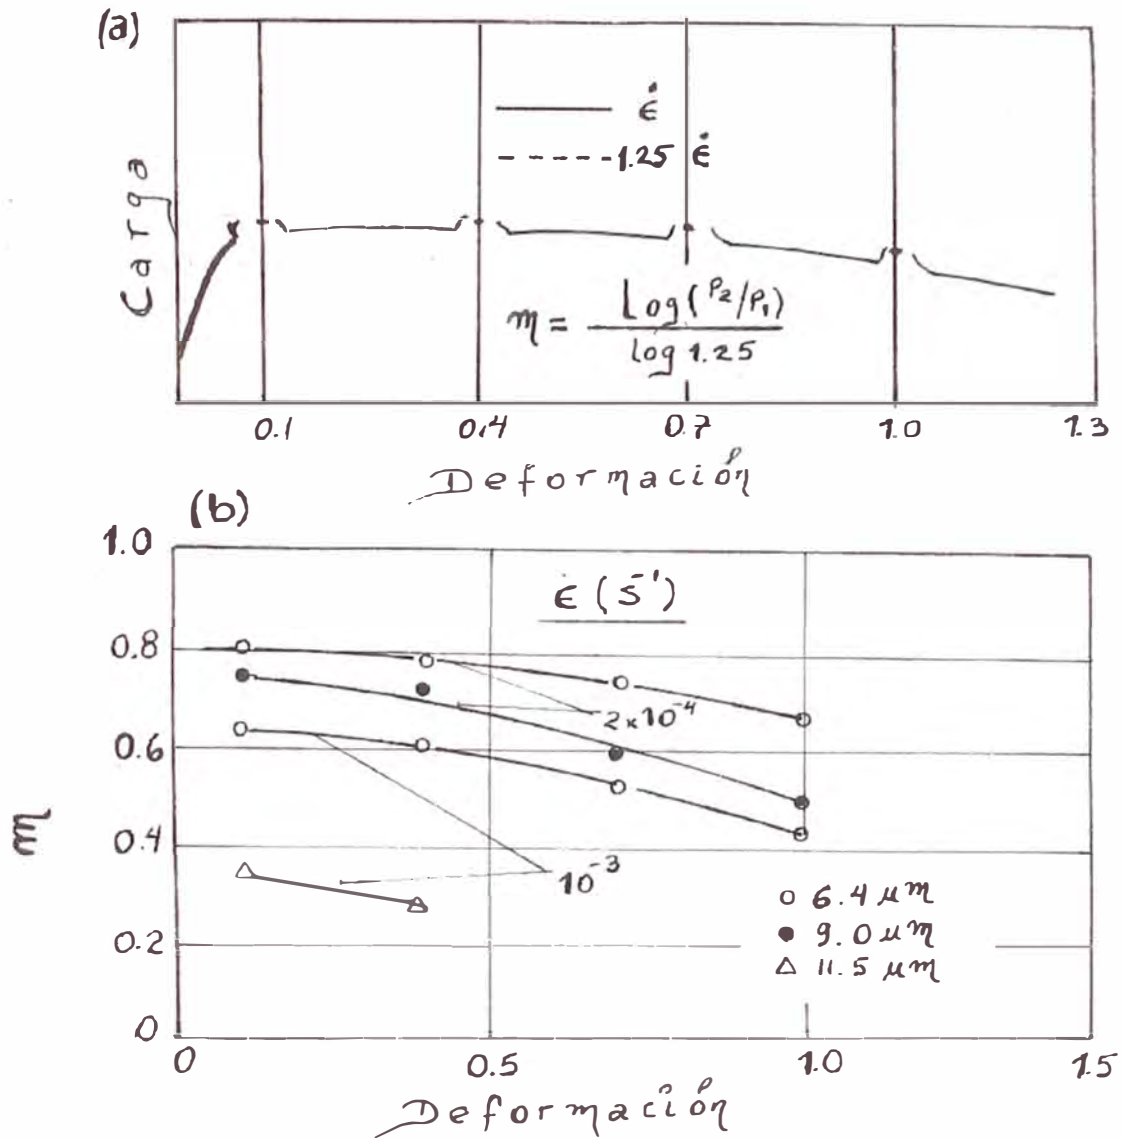 (a)
ε̇
1.25 ε̇
Carga
m = Log(P₂/P₁)
log 1.25
0.1 0.4 0.7 1.0 1.3
Deformación
(b)
1.0
ε (s⁻¹)
0.8
2×10⁻⁴
0.6
m
0.4
10⁻³
6.4 μm
9.0 μm
0.2
11.5 μm
0
0 0.5 1.0 1.5
Deformación